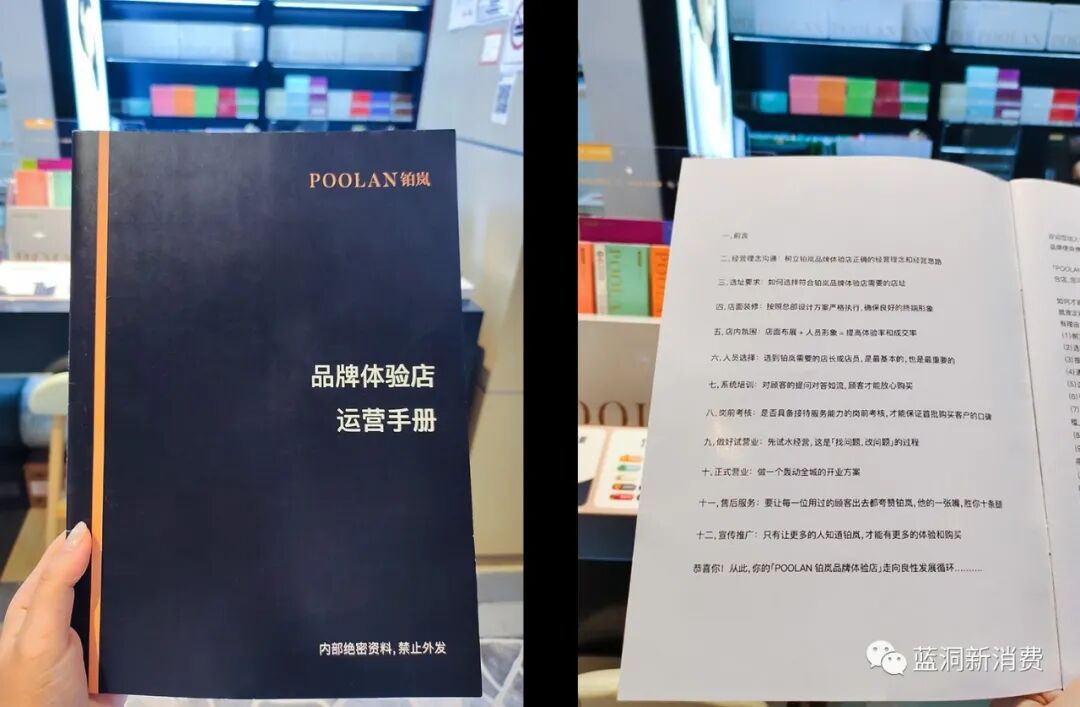 POOLAN
POOLAN铂岚
品牌体验店
运营手册
内部绝密资料,禁止外发
POOLAN
POOLAN
一,前言
二,经营理念沟通：树立铂岚品牌体验店正确的经营理念和经营思路
三,选址要求：如何选择符合铂岚品牌体验店需要的店址
四,店面装修：按照总部设计方案严格执行,确保良好的终端形象
五,店内氛围：店面布展+人员形象=提高体验率和成交率
六,人员选择：选到铂岚需要的店长或店员,是最基本的,也是最重要的
七,系统培训：对顾客的提问对答如流,顾客才能放心购买
八,岗前考核：是否具备接待服务能力的岗前考核,才能保证首批购买客户的口碑
九,做好试营业：先试水经营,这是「找问题,改问题」的过程
十,正式营业：做一个轰动全城的开业方案
十一,售后服务：要让每一位用过的顾客出去都夸赞铂岚,他的一张嘴,胜你十条腿
十二,宣传推广：只有让更多的人知道铂岚,才能有更多的体验和购买
恭喜你！从此,你的「POOLAN 铂岚品牌体验店」走向良性发展循环..........
POOL
蓝洞新消费